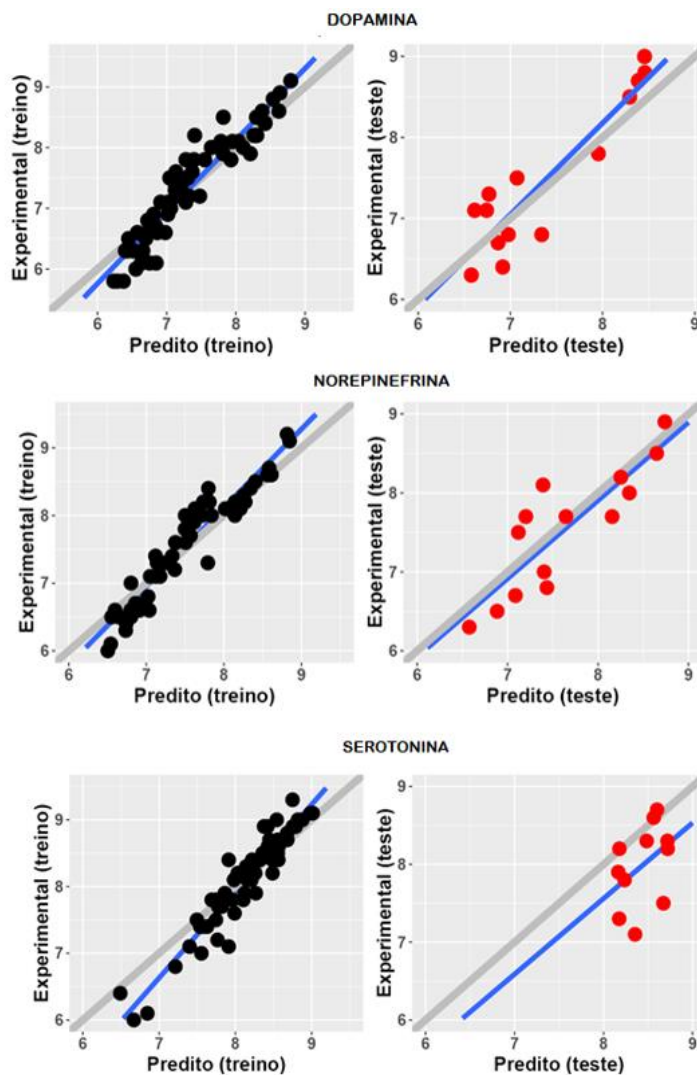 DOPAMINA
Experimental (treino)
9
8
7
6
6 7 8 9
Predito (treino)
Experimental (teste)
9
8
7
6
6 7 8 9
Predito (teste)
NOREPINEFRINA
Experimental (treino)
9
8
7
6
6 7 8 9
Predito (treino)
Experimental (teste)
9
8
7
6
6 7 8 9
Predito (teste)
SEROTONINA
Experimental (treino)
9
8
7
6
6 7 8 9
Predito (treino)
Experimental (teste)
9
8
7
6
6 7 8 9
Predito (teste)